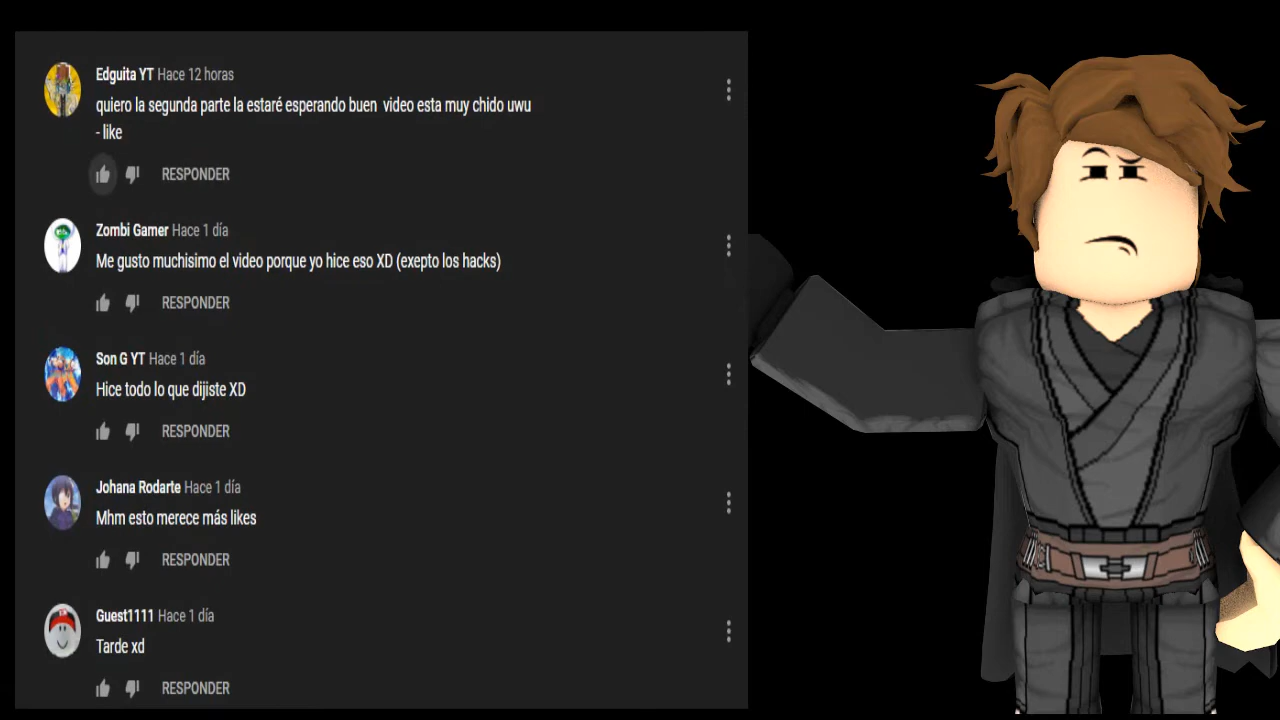 Edguita YT Hace 12 horas
quiero la segunda parte la estaré esperando buen  video esta muy chido uwu
- like
RESPONDER
Zombi Gamer Hace 1 día
Me gusto muchisimo el video porque yo hice eso XD (exepto los hacks)
RESPONDER
Son G YT Hace 1 día
Hice todo lo que dijiste XD
RESPONDER
Johana Rodarte Hace 1 día
Mhm esto merece más likes
RESPONDER
Guest1111 Hace 1 día
Tarde xd
RESPONDER